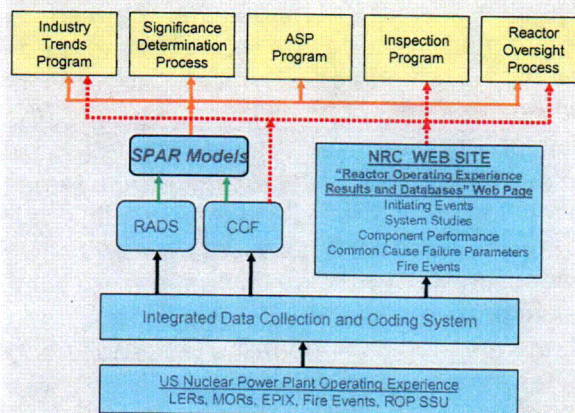 Industry
Trends
Program
Significance
Determination
Process
ASP
Program
Inspection
Program
Reactor
Oversight
Process
SPAR Models
NRC WEB SITE
"Reactor Operating Experience
Results and Databases" Web Page
Initiating Events
System Studies
Component Performance
Common Cause Failure Parameters
Fire Events
RADS
CCF
Integrated Data Collection and Coding System
US Nuclear Power Plant Operating Experience
LERs, MORs, EPIX, Fire Events, ROP SSU